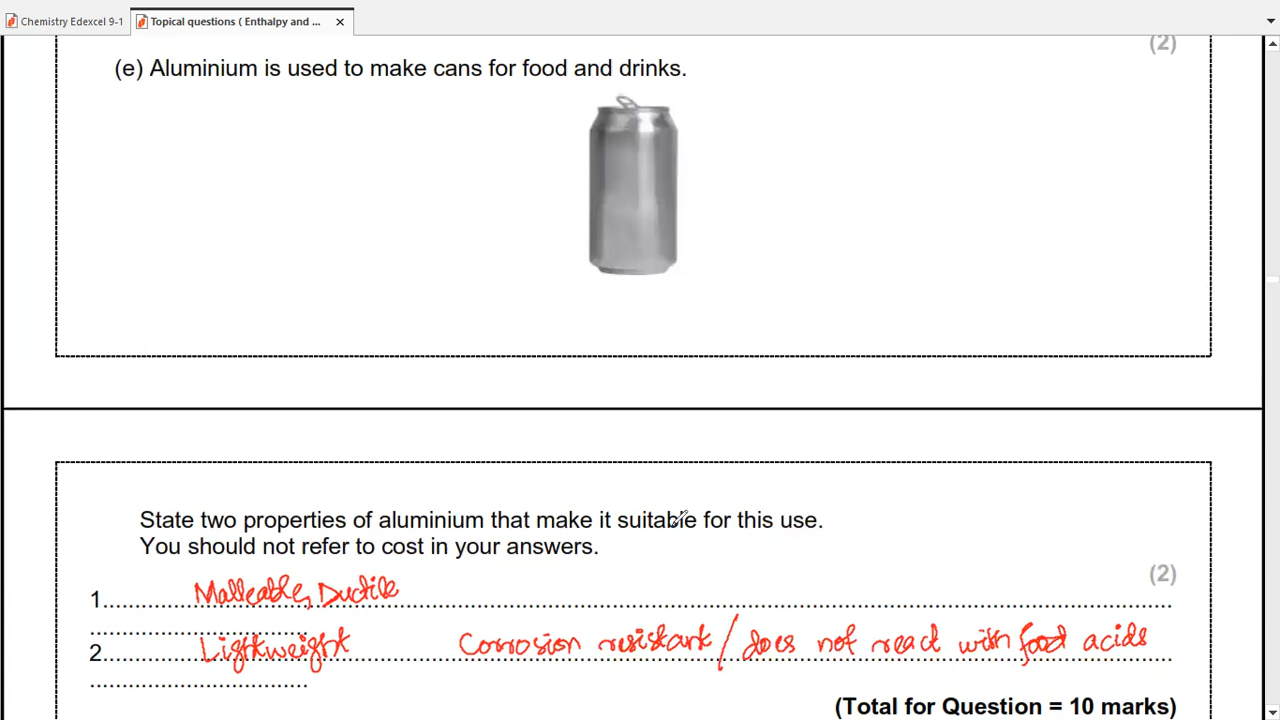 Chemistry Edexcel 9-1
Topical questions ( Enthalpy and ...
(2)
(e) Aluminium is used to make cans for food and drinks.
State two properties of aluminium that make it suitable for this use.
You should not refer to cost in your answers.
(2)
1 Malleable, Ductile
2 Lightweight Corrosion resistant / does not react with food acids
(Total for Question = 10 marks)